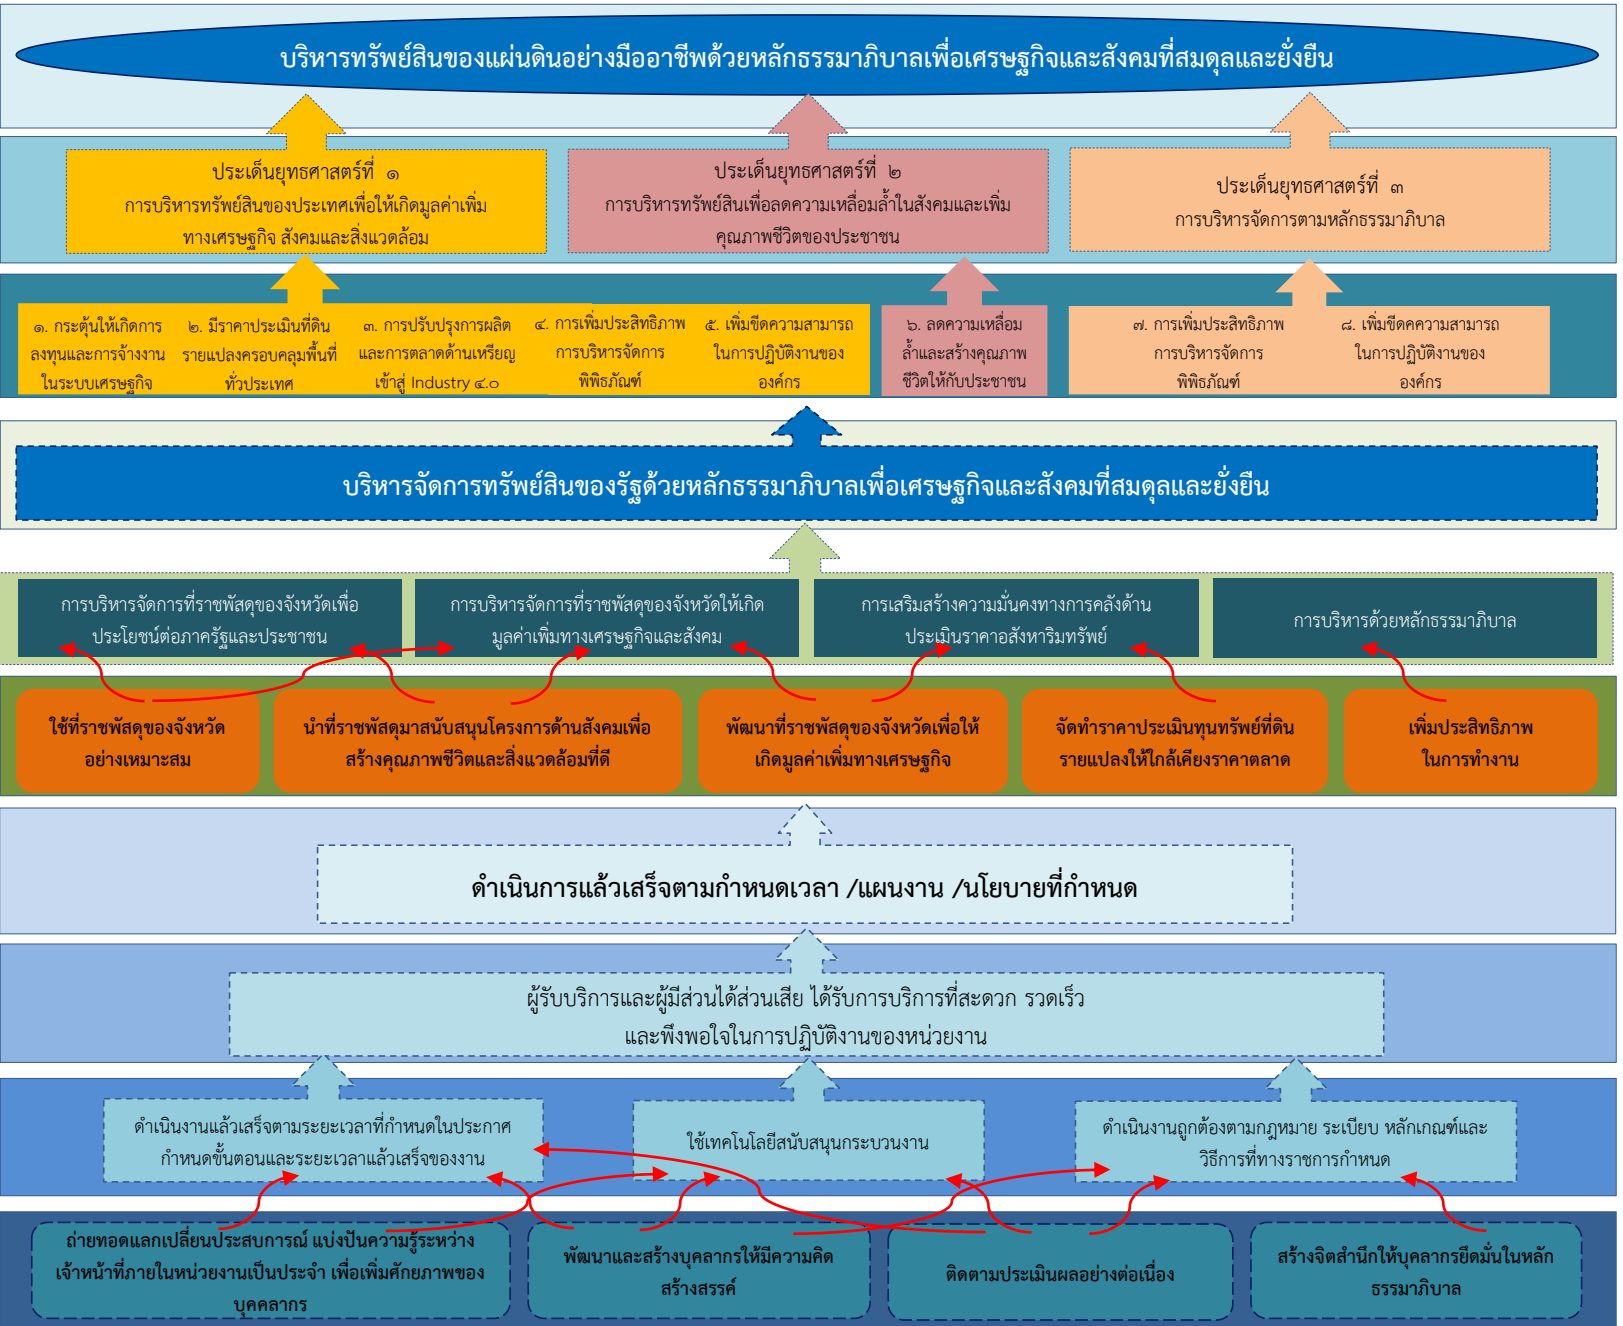 บริหารทรัพย์สินของแผ่นดินอย่างมืออาชีพด้วยหลักธรรมาภิบาลเพื่อเศรษฐกิจและสังคมที่สมดุลและยั่งยืน
ประเด็นยุทธศาสตร์ที่ ๑
การบริหารทรัพย์สินของประเทศเพื่อให้เกิดมูลค่าเพิ่ม
ทางเศรษฐกิจ สังคมและสิ่งแวดล้อม
ประเด็นยุทธศาสตร์ที่ ๒
การบริหารทรัพย์สินเพื่อลดความเหลื่อมล้ำในสังคมและเพิ่ม
คุณภาพชีวิตของประชาชน
ประเด็นยุทธศาสตร์ที่ ๓
การบริหารจัดการตามหลักธรรมาภิบาล
๑. กระตุ้นให้เกิดการ
ลงทุนและการจ้างงาน
ในระบบเศรษฐกิจ
๒. มีราคาประเมินที่ดิน
รายแปลงครอบคลุมพื้นที่
ทั่วประเทศ
๓. การปรับปรุงการผลิต
และการตลาดด้านเหรียญ
เข้าสู่ Industry ๔.๐
๔. การเพิ่มประสิทธิภาพ
การบริหารจัดการ
พิพิธภัณฑ์
๕. เพิ่มขีดความสามารถ
ในการปฏิบัติงานของ
องค์กร
๖. ลดความเหลื่อม
ล้ำและสร้างคุณภาพ
ชีวิตให้กับประชาชน
๗. การเพิ่มประสิทธิภาพ
การบริหารจัดการ
พิพิธภัณฑ์
๘. เพิ่มขีดคความสามารถ
ในการปฏิบัติงานของ
องค์กร
บริหารจัดการทรัพย์สินของรัฐด้วยหลักธรรมาภิบาลเพื่อเศรษฐกิจและสังคมที่สมดุลและยั่งยืน
การบริหารจัดการที่ราชพัสดุของจังหวัดเพื่อ
ประโยชน์ต่อภาครัฐและประชาชน
การบริหารจัดการที่ราชพัสดุของจังหวัดให้เกิด
มูลค่าเพิ่มทางเศรษฐกิจและสังคม
การเสริมสร้างความมั่นคงทางการคลังด้าน
ประเมินราคาอสังหาริมทรัพย์
การบริหารด้วยหลักธรรมาภิบาล
ใช้ที่ราชพัสดุของจังหวัด
อย่างเหมาะสม
นำที่ราชพัสดุมาสนับสนุนโครงการด้านสังคมเพื่อ
สร้างคุณภาพชีวิตและสิ่งแวดล้อมที่ดี
พัฒนาที่ราชพัสดุของจังหวัดเพื่อให้
เกิดมูลค่าเพิ่มทางเศรษฐกิจ
จัดทำราคาประเมินทุนทรัพย์ที่ดิน
รายแปลงให้ใกล้เคียงราคาตลาด
เพิ่มประสิทธิภาพ
ในการทำงาน
ดำเนินการแล้วเสร็จตามกำหนดเวลา /แผนงาน /นโยบายที่กำหนด
ผู้รับบริการและผู้มีส่วนได้ส่วนเสีย ได้รับการบริการที่สะดวก รวดเร็ว
และพึงพอใจในการปฏิบัติงานของหน่วยงาน
ดำเนินงานแล้วเสร็จตามระยะเวลาที่กำหนดในประกาศ
กำหนดขั้นตอนและระยะเวลาแล้วเสร็จของงาน
ใช้เทคโนโลยีสนับสนุนกระบวนงาน
ดำเนินงานถูกต้องตามกฎหมาย ระเบียบ หลักเกณฑ์และ
วิธีการที่ทางราชการกำหนด
ถ่ายทอดแลกเปลี่ยนประสบการณ์ แบ่งปันความรู้ระหว่าง
เจ้าหน้าที่ภายในหน่วยงานเป็นประจำ เพื่อเพิ่มศักยภาพของ
บุคคลากร
พัฒนาและสร้างบุคลากรให้มีความคิด
สร้างสรรค์
ติดตามประเมินผลอย่างต่อเนื่อง
สร้างจิตสำนึกให้บุคลากรยึดมั่นในหลัก
ธรรมาภิบาล